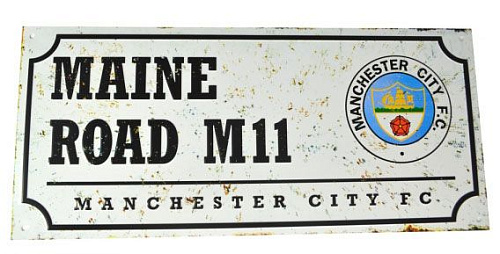 MAINE
ROAD M11
MANCHESTER CITY FC
MANCHESTER CITY F.C.